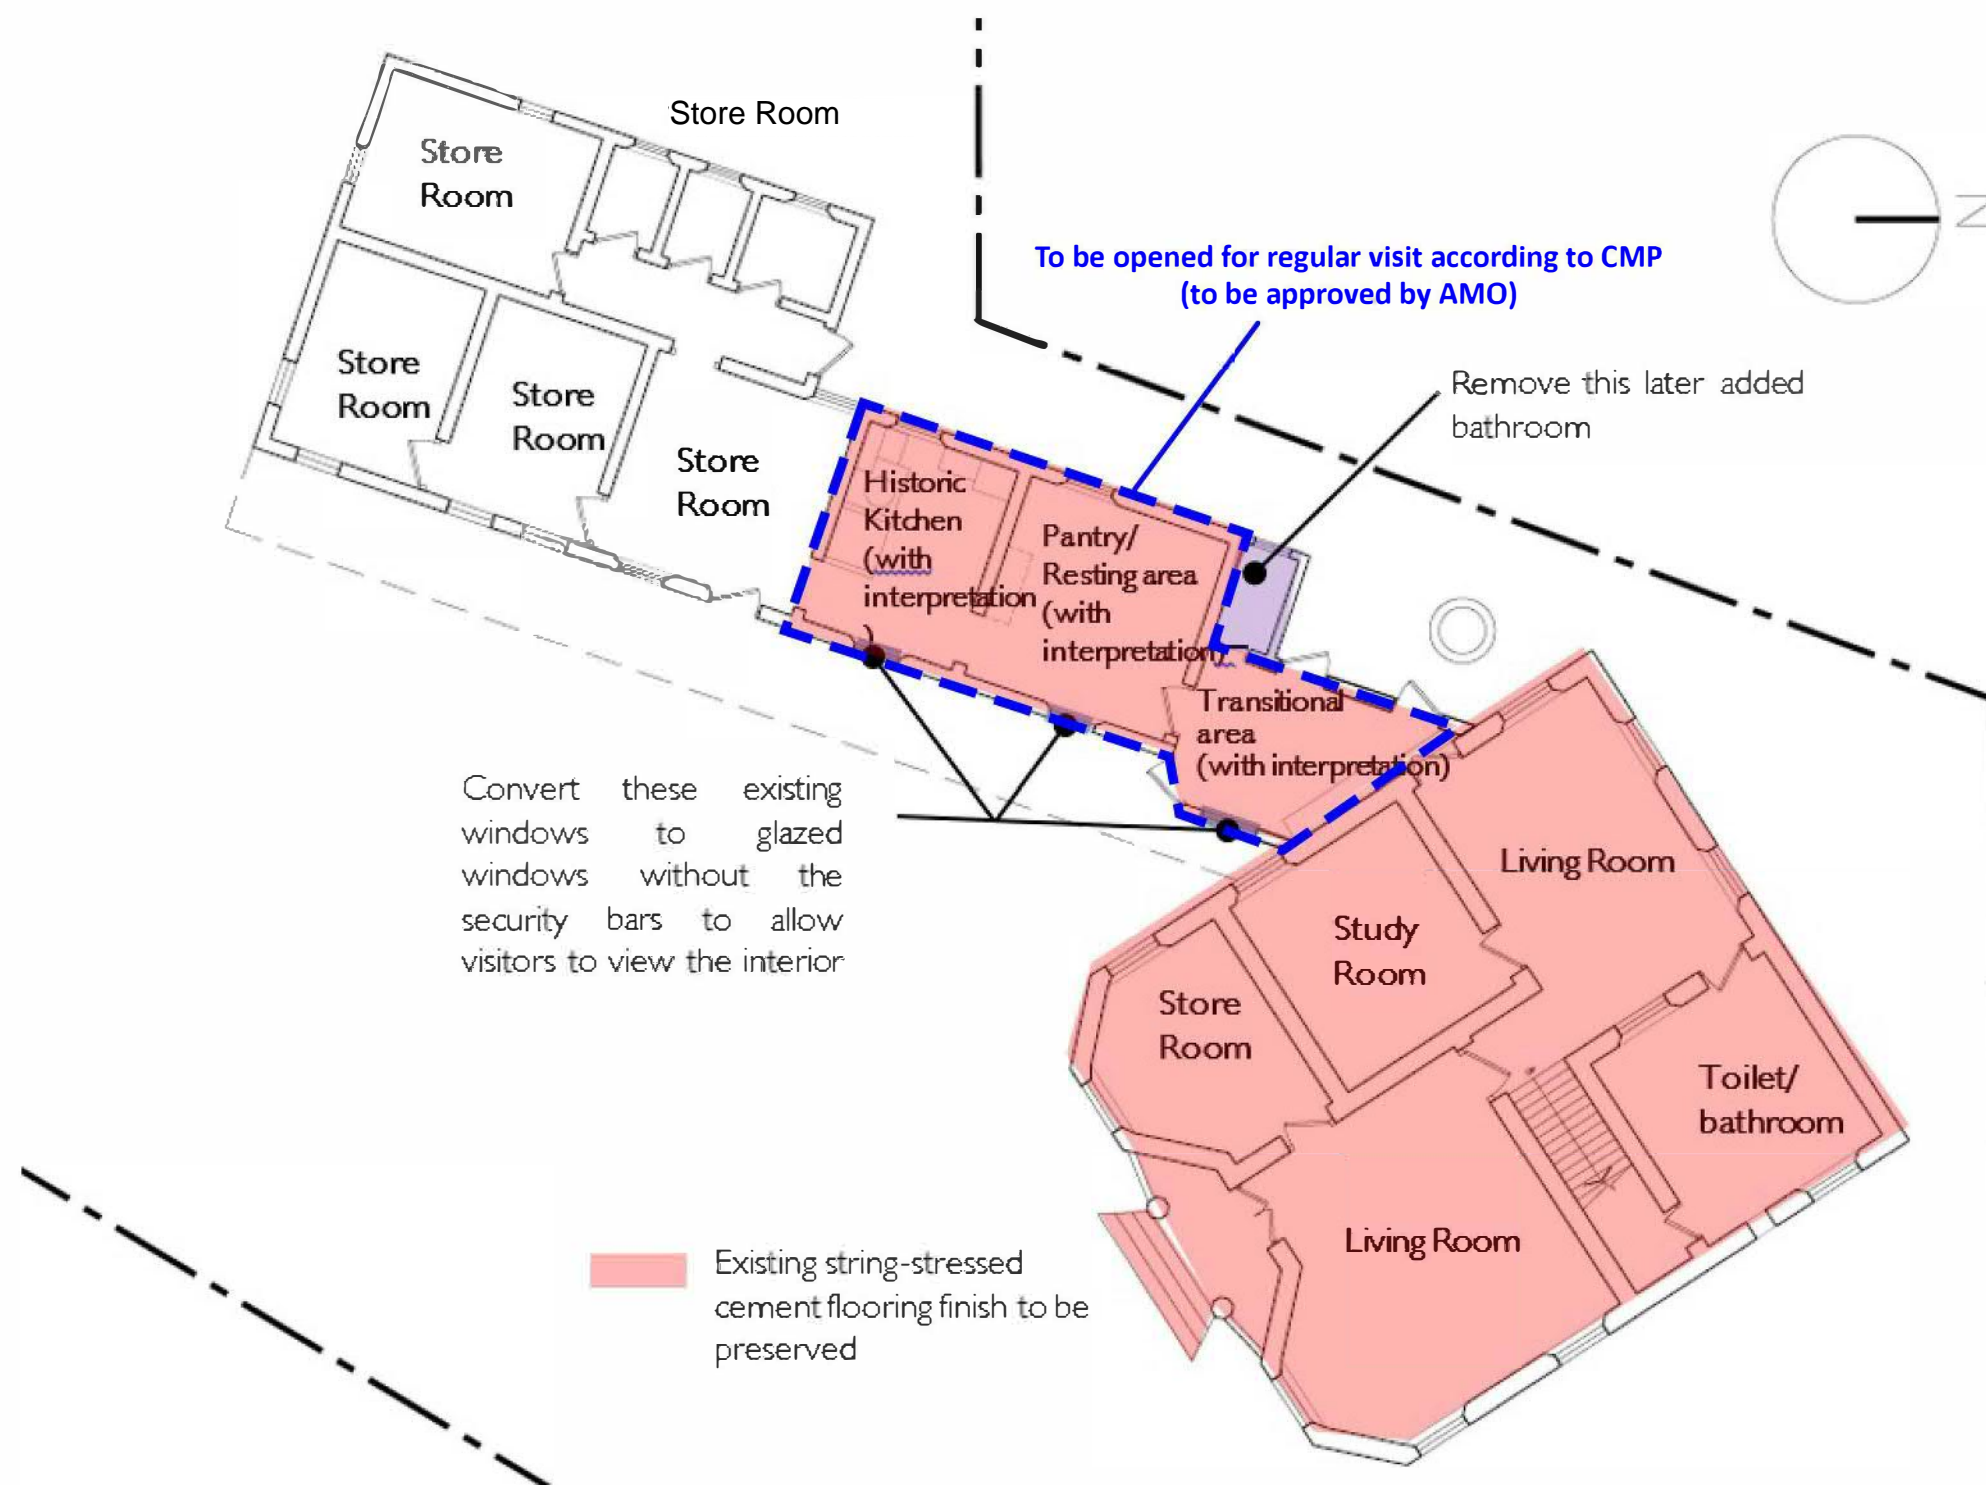 Store Room
Store
Room
To be opened for regular visit according to CMP
(to be approved by AMO)
N
Remove this later added
bathroom
Store
Room
Store
Room
Store
Room
Historic
Kitchen
(with
interpretation
)
Pantry/
Resting area
(with
interpretation)
Transitional
area
(with interpretation)
Convert these existing
windows to glazed
windows without the
security bars to allow
visitors to view the interior
Living Room
Study
Room
Store
Room
Toilet/
bathroom
Living Room
Existing string-stressed
cement flooring finish to be
preserved